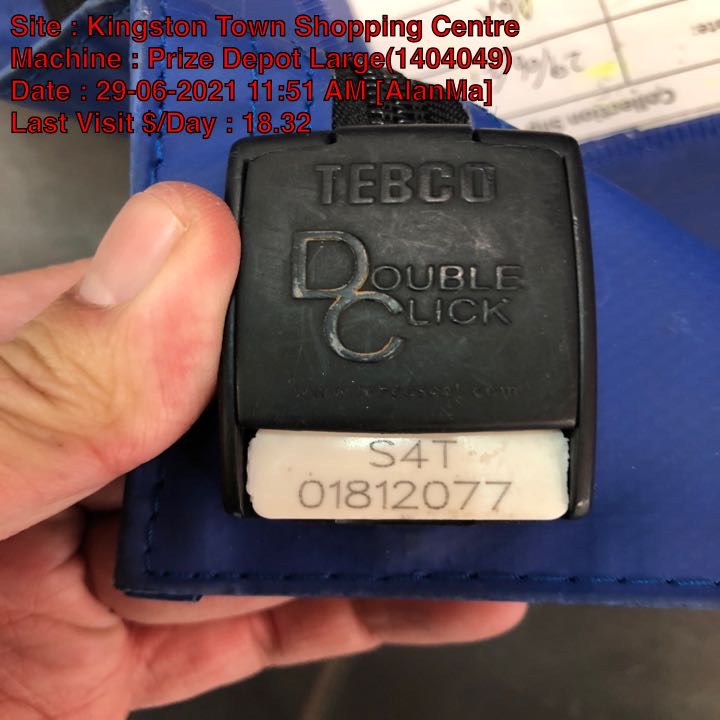 Site : Kingston Town Shopping Centre
Machine : Prize Depot Large(1404049)
Date : 29-06-2021 11:51 AM [AlanMa]
Last Visit $/Day : 18.32
TEBCO
DOUBLE
CLICK
S4T
01812077